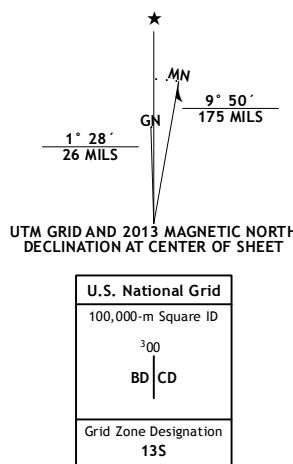 ★
MN
GN
9° 50´
175 MILS
1° 28´
26 MILS
UTM GRID AND 2013 MAGNETIC NORTH
DECLINATION AT CENTER OF SHEET
U.S. National Grid
100,000-m Square ID
³00
BD CD
Grid Zone Designation
13S